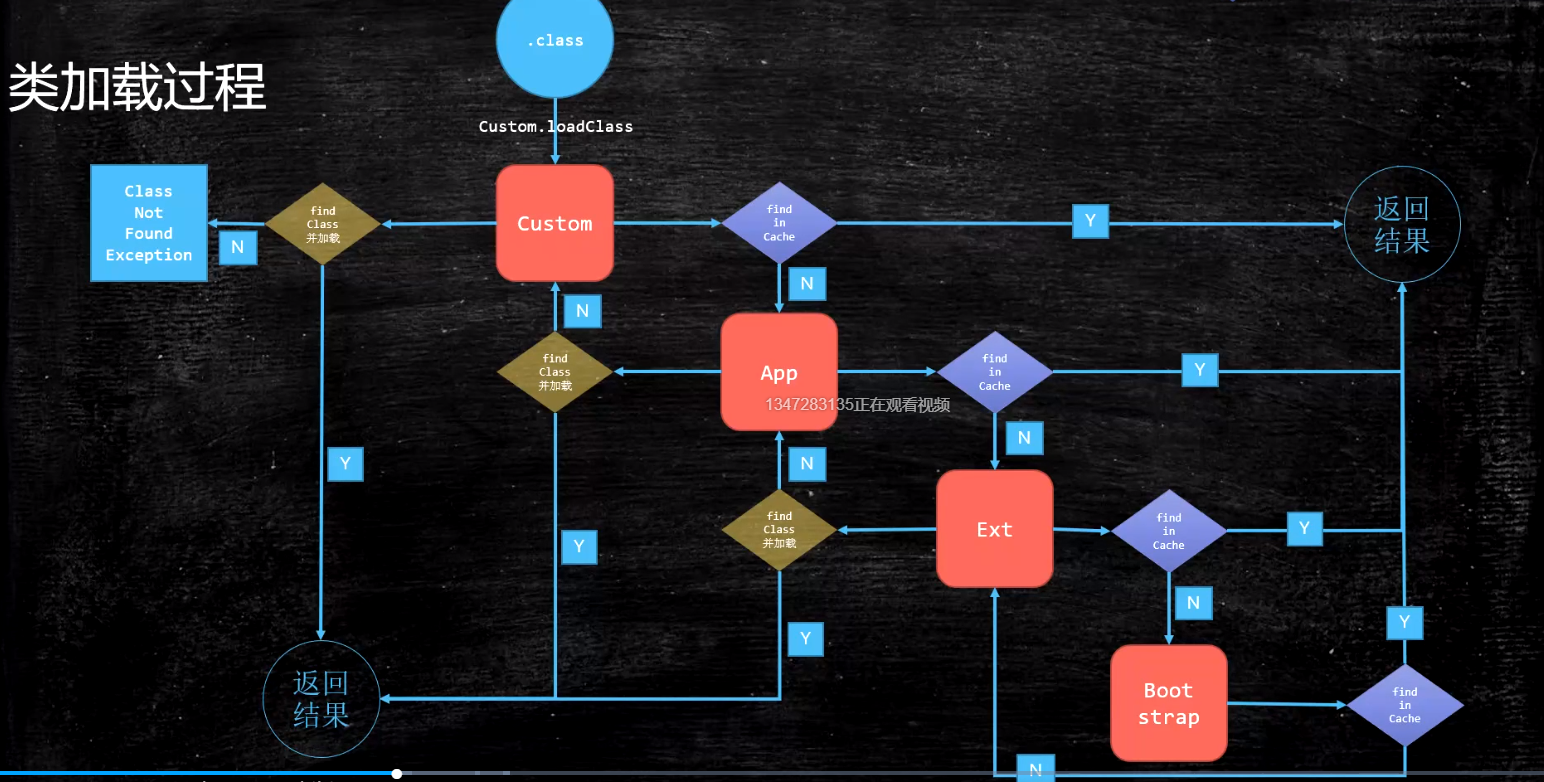 .class
类加载过程
Custom.loadClass
Class
Not
Found
Exception
N
find
Class
并加载
Custom
find
in
Cache
Y
返回
结果
N
N
find
Class
并加载
App
find
in
Cache
Y
1347283135正在观看视频
Y
N
N
find
Class
并加载
Ext
find
in
Cache
Y
Y
N
Y
Y
返回
结果
Boot
strap
find
in
Cache
N